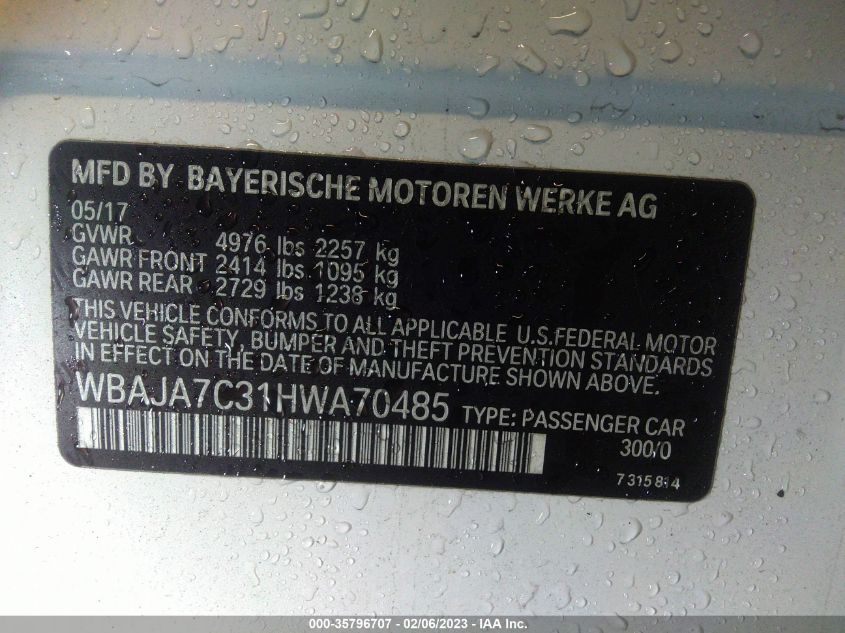 MFD BY BAYERISCHE MOTOREN WERKE AG
05/17
GVWR 4976 lbs 2257 kg
GAWR FRONT 2414 lbs 1095 kg
GAWR REAR 2729 lbs 1238 kg
THIS VEHICLE CONFORMS TO ALL APPLICABLE U.S.FEDERAL MOTOR
VEHICLE SAFETY, BUMPER AND THEFT PREVENTION STANDARDS
IN EFFECT ON THE DATE OF MANUFACTURE SHOWN ABOVE.
WBAJA7C31HWA70485 TYPE: PASSENGER CAR
300/0
7315814
000-35796707 - 02/06/2023 - IAA Inc.